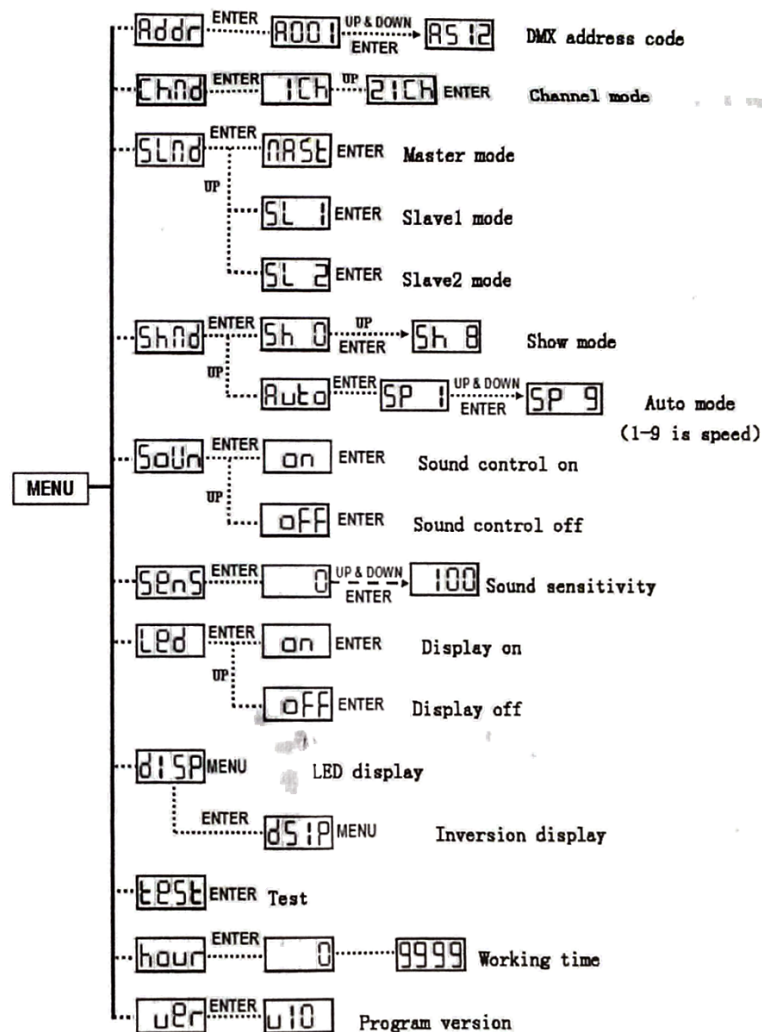 Addr ENTER A001 UP & DOWN ENTER A512 DMX address code
ChMd ENTER 1Ch UP 21Ch ENTER Channel mode
SLMd ENTER MASt ENTER Master mode
UP
SL 1 ENTER Slave1 mode
SL 2 ENTER Slave2 mode
ShMd ENTER Sh 0 UP ENTER Sh 8 Show mode
UP
Auto ENTER SP 1 UP & DOWN ENTER SP 9 Auto mode
(1-9 is speed)
SoUn ENTER on ENTER Sound control on
MENU
UP
oFF ENTER Sound control off
SenS ENTER 0 UP & DOWN ENTER 100 Sound sensitivity
Led ENTER on ENTER Display on
UP
oFF ENTER Display off
dISP MENU LED display
ENTER dSIP MENU Inversion display
test ENTER Test
hour ENTER 0 9999 Working time
uer ENTER u10 Program version